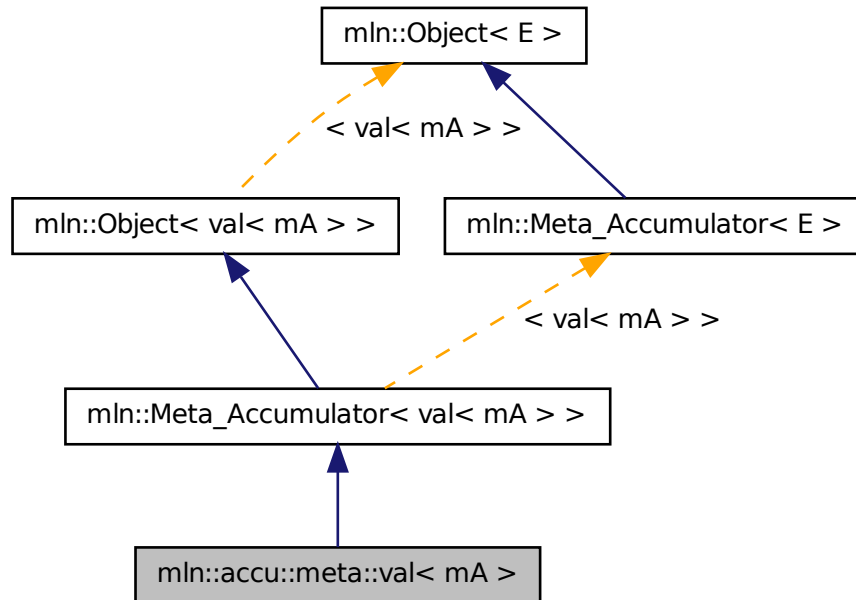 mln::Object< E >
< val< mA > >
mln::Object< val< mA > >
mln::Meta_Accumulator< E >
< val< mA > >
mln::Meta_Accumulator< val< mA > >
mln::accu::meta::val< mA >